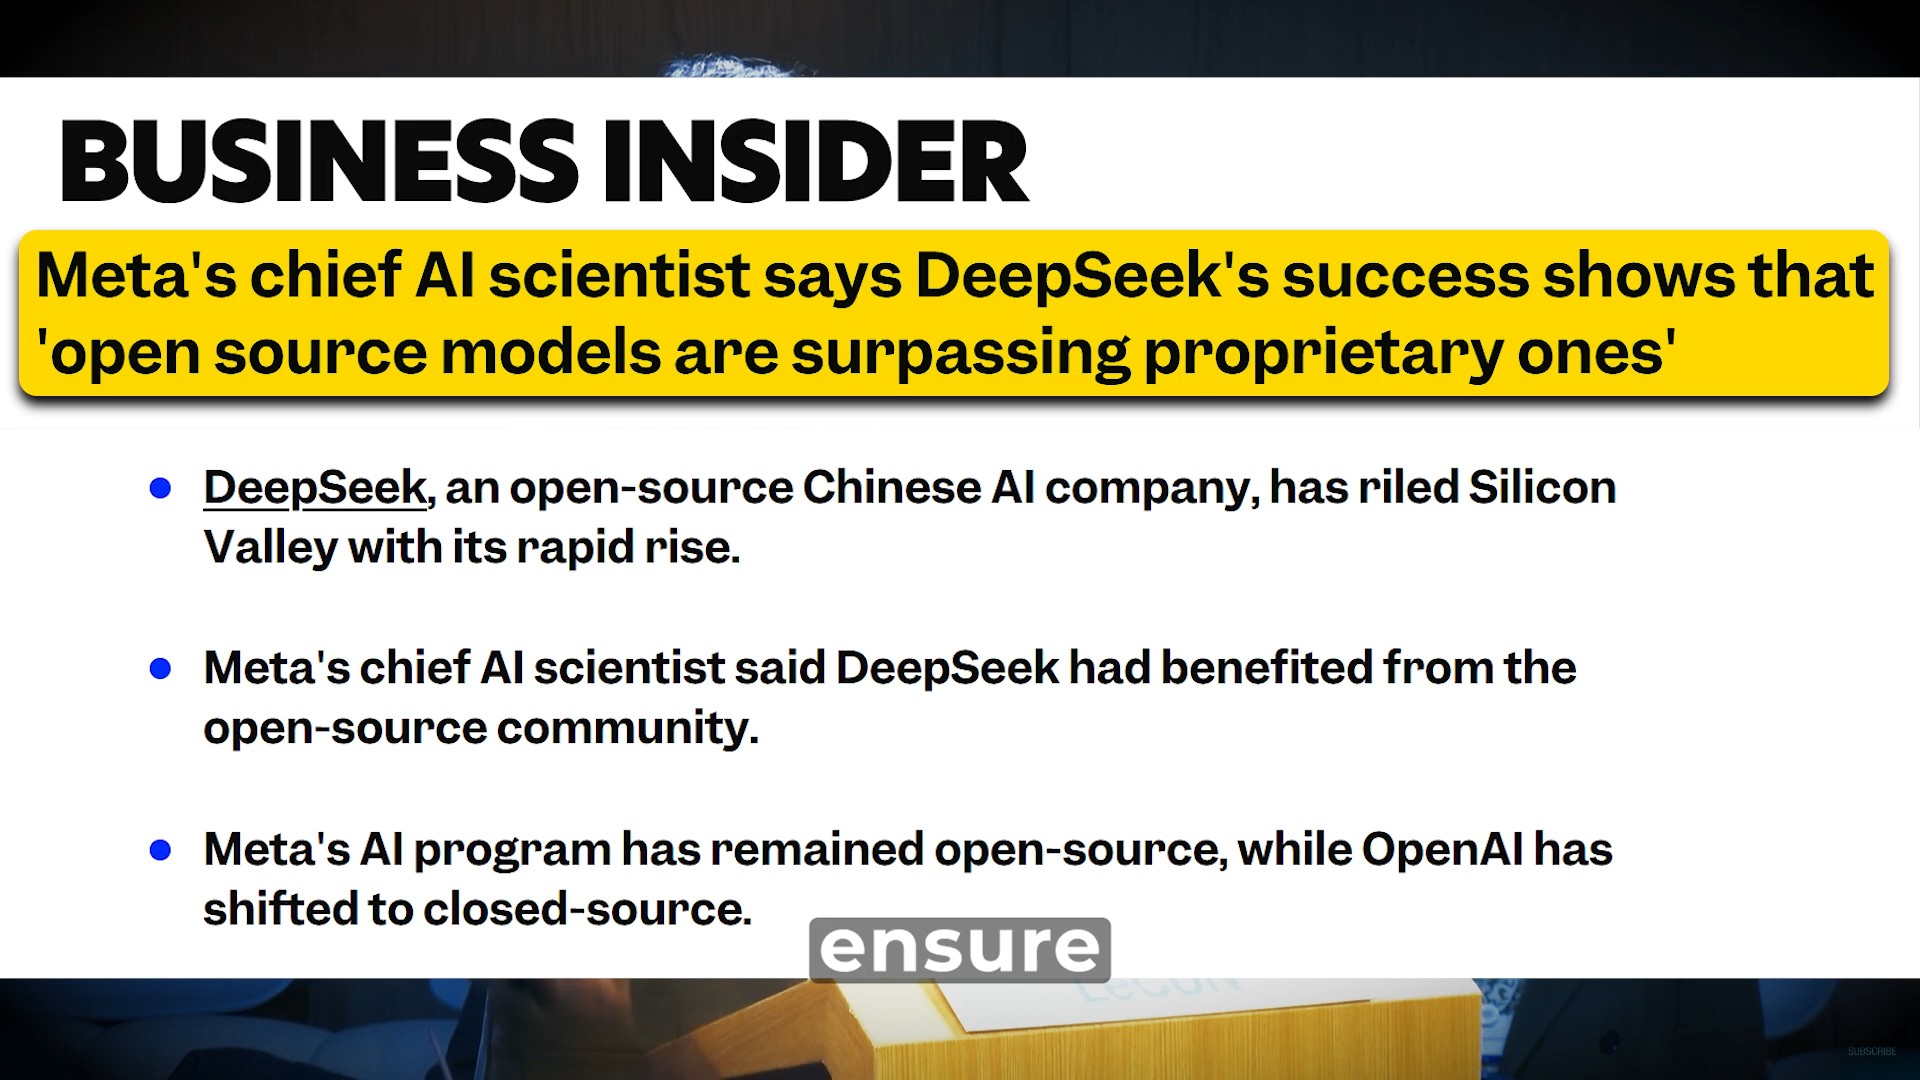 BUSINESS INSIDER
Meta's chief AI scientist says DeepSeek's success shows that
'open source models are surpassing proprietary ones'
• DeepSeek, an open-source Chinese AI company, has riled Silicon
Valley with its rapid rise.
• Meta's chief AI scientist said DeepSeek had benefited from the
open-source community.
• Meta's AI program has remained open-source, while OpenAI has
shifted to closed-source.
ensure
LeCun
SUBSCRIBE